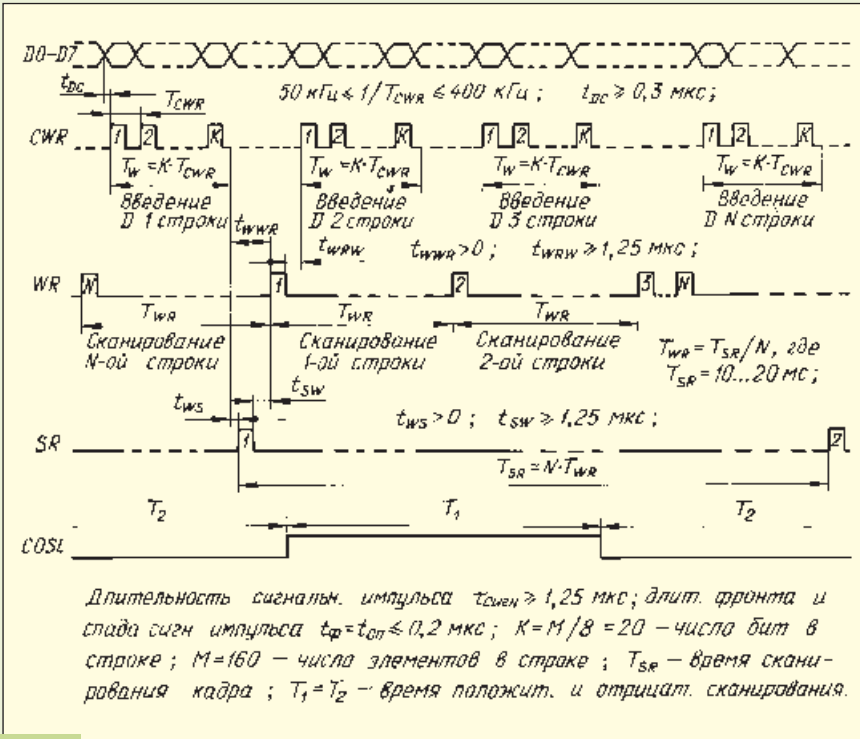 D0-D7
t_DC T_CWR 50 кГц ≤ 1/T_CWR ≤ 400 кГц ; t_DC ≥ 0,3 мкс ;
CWR 1 2 K 1 2 K 1 2 K 1 2 K
T_W = K·T_CWR T_W = K·T_CWR T_W = K·T_CWR T_W = K·T_CWR
Введение Введение Введение Введение
D 1 строки D 2 строки D 3 строки D N строки
t_WWR t_WRW t_WWR > 0 ; t_WRW ≥ 1,25 мкс ;
WR N 1 2 3 N
T_WR T_WR T_WR
Сканирование Сканирование Сканирование T_WR = T_SR/N, где
N-ой строки 1-ой строки 2-ой строки T_SR = 10...20 мс ;
t_WS t_SW t_WS > 0 ; t_SW ≥ 1,25 мкс ;
SR 1 2
T_SR = N·T_WR
T_2 T_1 T_2
COSL
Длительность сигнальн. импульса τ_сигн ≥ 1,25 мкс ; длит. фронта и
спада сигн импульса t_ф = t_сп ≤ 0,2 мкс ; K = M/8 = 20 – число бит в
строке ; M = 160 – число элементов в строке ; T_SR – время скани-
рования кадра ; T_1 = T_2 – время положит. и отрицат. сканирования.